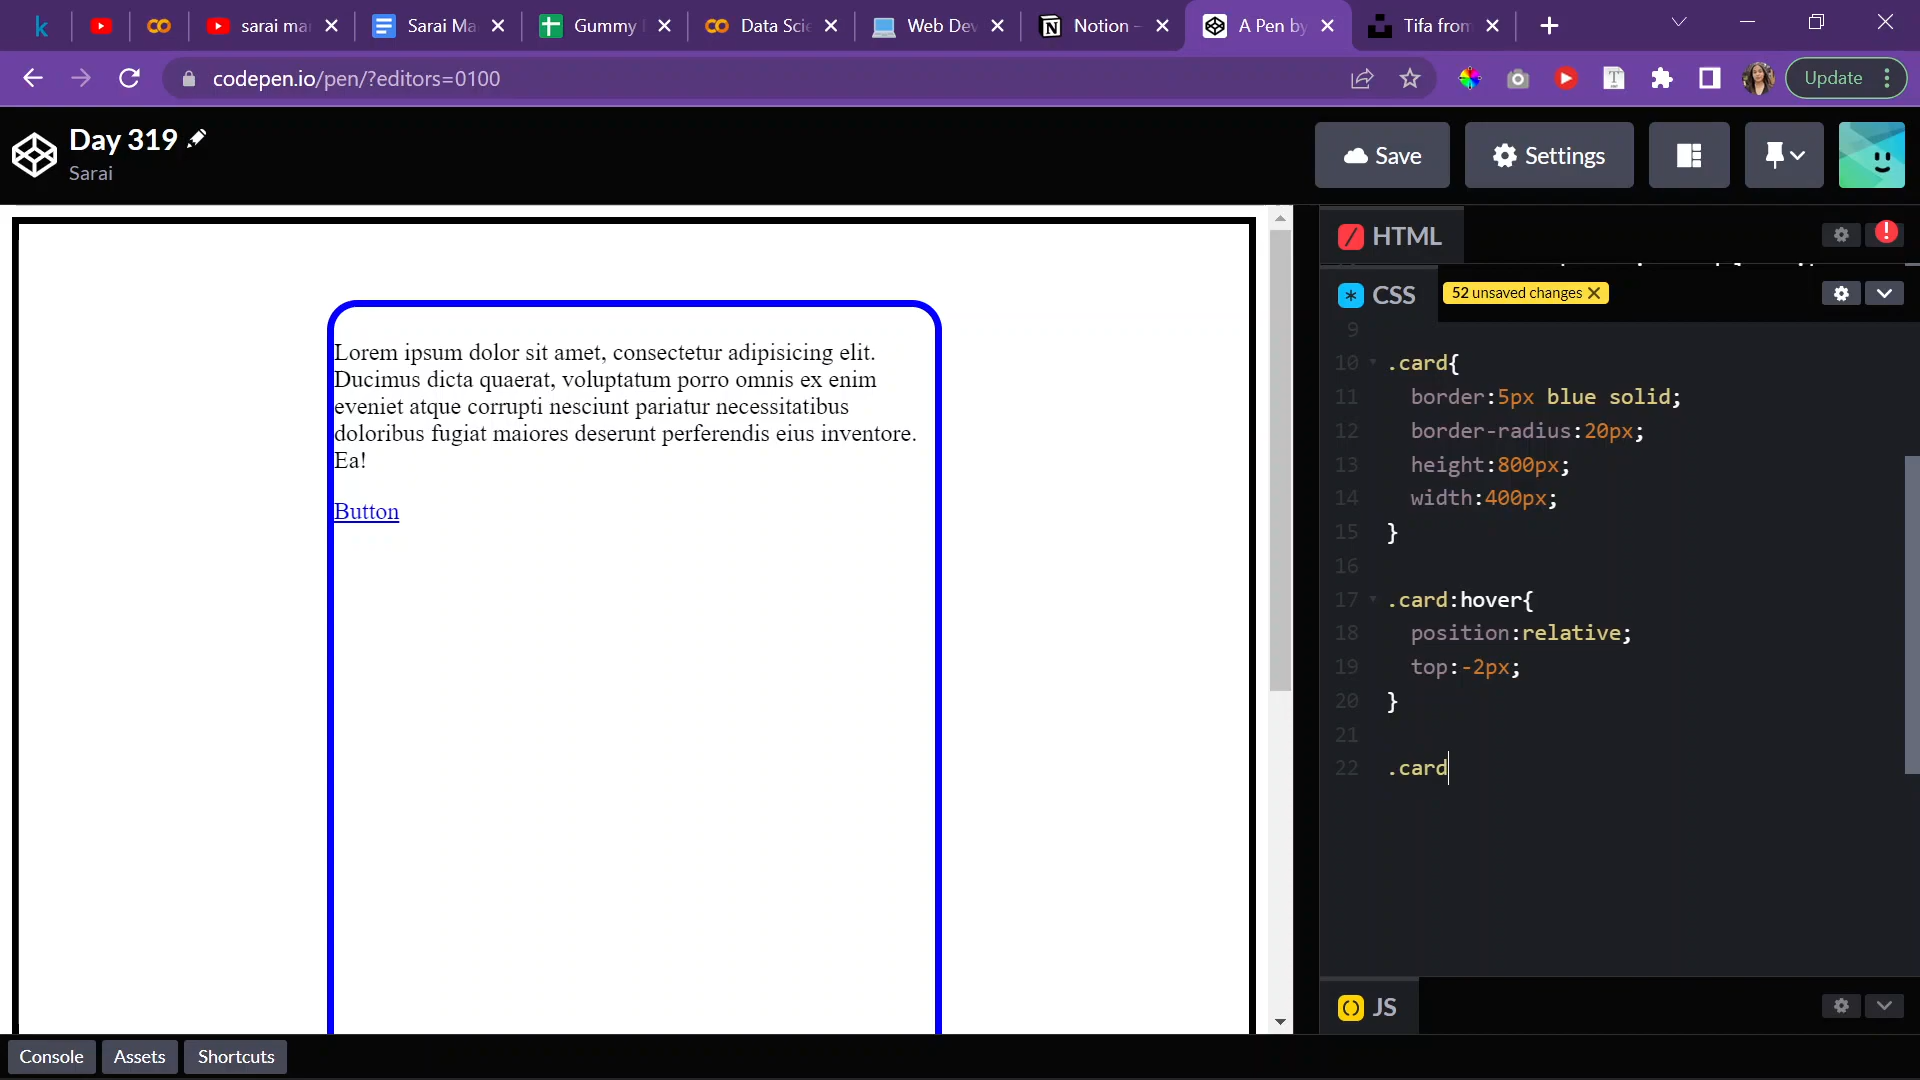 k
sarai mar
Sarai Ma
Gummy
Data Scie
Web Dev
Notion –
A Pen by
Tifa from
codepen.io/pen/?editors=0100
Update
Day 319
Sarai
Save
Settings
HTML
CSS
52 unsaved changes
9
10 .card{
11 border:5px blue solid;
12 border-radius:20px;
13 height:800px;
14 width:400px;
15 }
16
17 .card:hover{
18 position:relative;
19 top:-2px;
20 }
21
22 .card
JS
Lorem ipsum dolor sit amet, consectetur adipisicing elit.
Ducimus dicta quaerat, voluptatum porro omnis ex enim
eveniet atque corrupti nesciunt pariatur necessitatibus
doloribus fugiat maiores deserunt perferendis eius inventore.
Ea!
Button
Console
Assets
Shortcuts